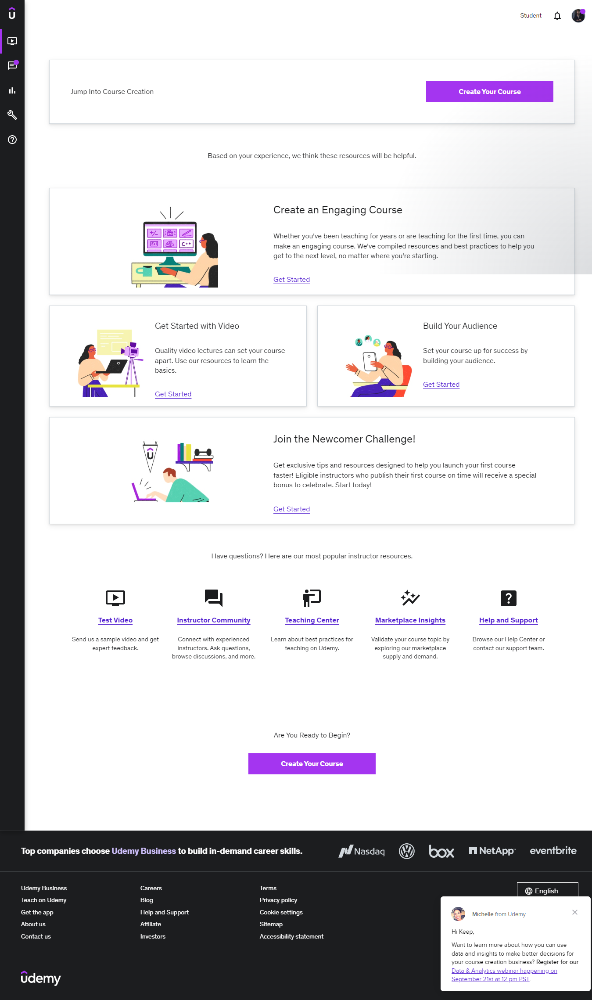 Student
Jump Into Course Creation
Create Your Course
Based on your experience, we think these resources will be helpful.
+/-
C++
Create an Engaging Course
Whether you've been teaching for years or are teaching for the first time, you can
make an engaging course. We've compiled resources and best practices to help you
get to the next level, no matter where you're starting.
Get Started
Get Started with Video
Quality video lectures can set your course
apart. Use our resources to learn the
basics.
Get Started
Build Your Audience
Set your course up for success by
building your audience.
Get Started
Join the Newcomer Challenge!
Get exclusive tips and resources designed to help you launch your first course
faster! Eligible instructors who publish their first course on time will receive a special
bonus to celebrate. Start today!
Get Started
Have questions? Here are our most popular instructor resources.
Test Video
Send us a sample video and get
expert feedback.
Instructor Community
Connect with experienced
instructors. Ask questions,
browse discussions, and more.
Teaching Center
Learn about best practices for
teaching on Udemy.
Marketplace Insights
Validate your course topic by
exploring our marketplace
supply and demand.
Help and Support
Browse our Help Center or
contact our support team.
Are You Ready to Begin?
Create Your Course
Top companies choose Udemy Business to build in-demand career skills.
Nasdaq
box
NetApp
eventbrite
Udemy Business
Teach on Udemy
Get the app
About us
Contact us
Careers
Blog
Help and Support
Affiliate
Investors
Terms
Privacy policy
Cookie settings
Sitemap
Accessibility statement
English
Michelle from Udemy
Hi Keep,
Want to learn more about how you can use
data and insights to make better decisions for
your course creation business? Register for our
Data & Analytics webinar happening on
September 21st at 12 pm PST.
udemy